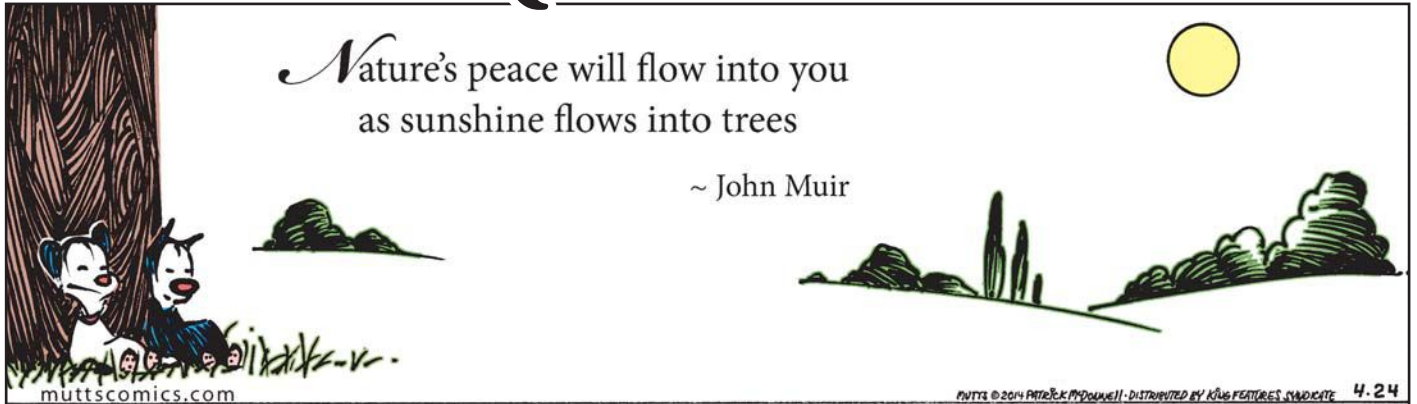 Nature's peace will flow into you
as sunshine flows into trees
~ John Muir
muttscomics.com
MUTTS © 2014 PATRICK McDONNELL · DISTRIBUTED BY KING FEATURES SYNDICATE 4.24